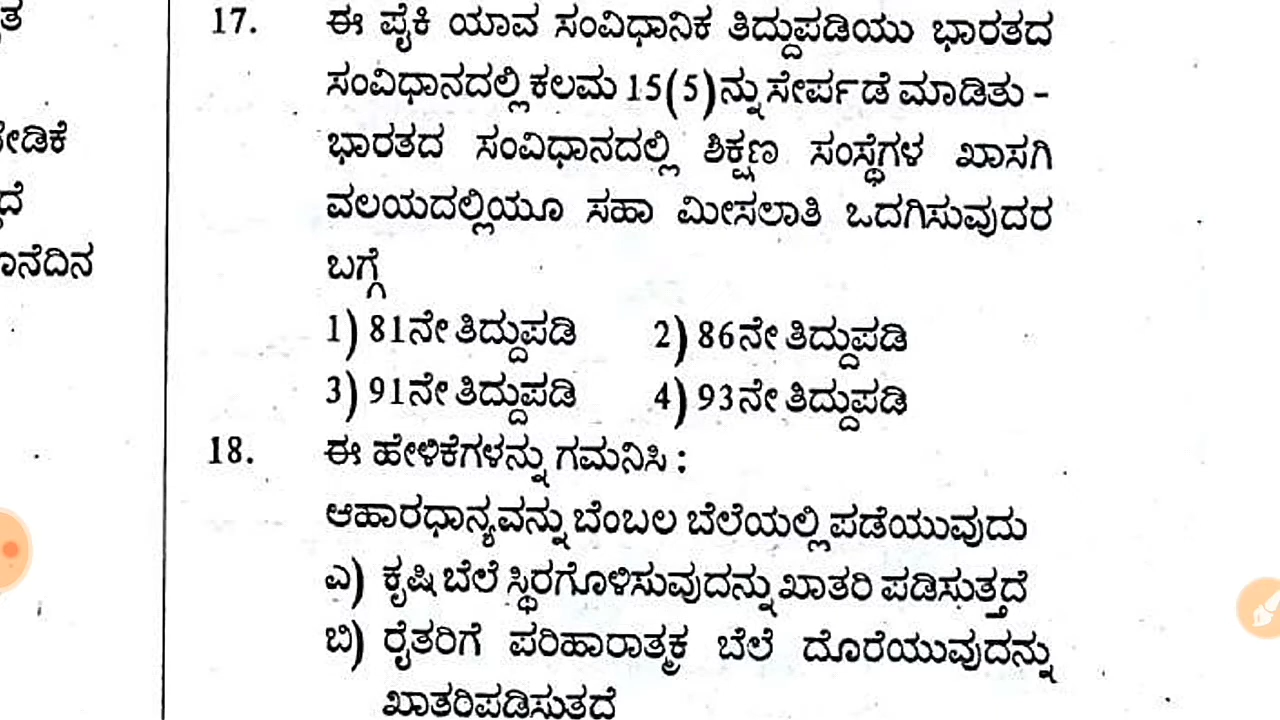 17. ಈ ಪೈಕಿ ಯಾವ ಸಂವಿಧಾನಿಕ ತಿದ್ದುಪಡಿಯು ಭಾರತದ
ಸಂವಿಧಾನದಲ್ಲಿ ಕಲಮ 15(5)ನ್ನು ಸೇರ್ಪಡೆ ಮಾಡಿತು –
ಭಾರತದ ಸಂವಿಧಾನದಲ್ಲಿ ಶಿಕ್ಷಣ ಸಂಸ್ಥೆಗಳ ಖಾಸಗಿ
ವಲಯದಲ್ಲಿಯೂ ಸಹಾ ಮೀಸಲಾತಿ ಒದಗಿಸುವುದರ
ಬಗ್ಗೆ
1) 81ನೇ ತಿದ್ದುಪಡಿ 2) 86ನೇ ತಿದ್ದುಪಡಿ
3) 91ನೇ ತಿದ್ದುಪಡಿ 4) 93ನೇ ತಿದ್ದುಪಡಿ
18. ಈ ಹೇಳಿಕೆಗಳನ್ನು ಗಮನಿಸಿ :
ಆಹಾರಧಾನ್ಯವನ್ನು ಬೆಂಬಲ ಬೆಲೆಯಲ್ಲಿ ಪಡೆಯುವುದು
ಎ) ಕೃಷಿ ಬೆಲೆ ಸ್ಥಿರಗೊಳಿಸುವುದನ್ನು ಖಾತರಿ ಪಡಿಸುತ್ತದೆ
ಬಿ) ರೈತರಿಗೆ ಪರಿಹಾರಾತ್ಮಕ ಬೆಲೆ ದೊರೆಯುವುದನ್ನು
ಖಾತರಿಪಡಿಸುತ್ತದೆ